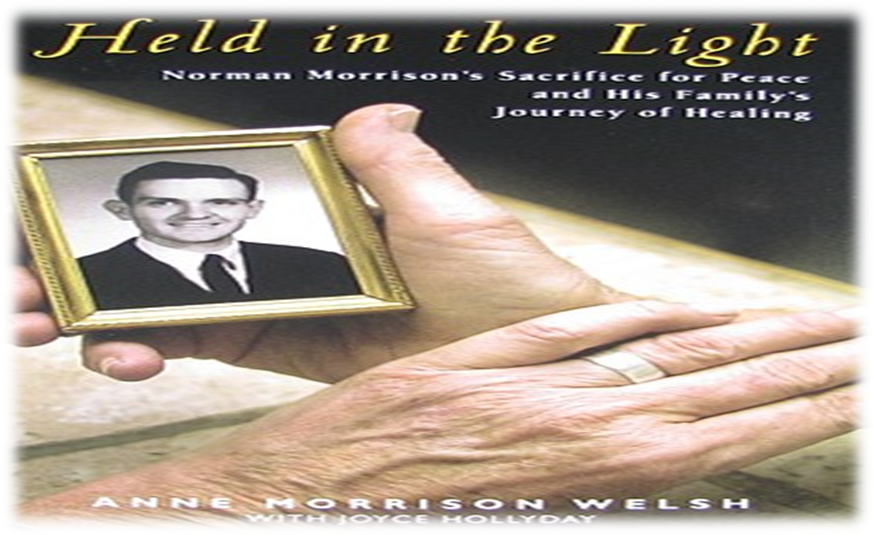 Held in the Light
Norman Morrison's Sacrifice for Peace
and His Family's
Journey of Healing
ANNE MORRISON WELSH
WITH JOYCE HOLLYDAY